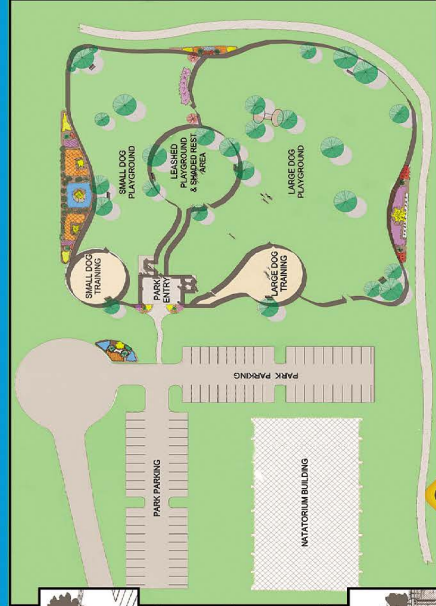 SMALL DOG
PLAYGROUND
LEASHED
PLAYGROUND
& SHADED REST
AREA
LARGE DOG
PLAYGROUND
SMALL DOG
TRAINING
PARK
ENTRY
LARGE DOG
TRAINING
PARK PARKING
PARK PARKING
NATATORIUM BUILDING